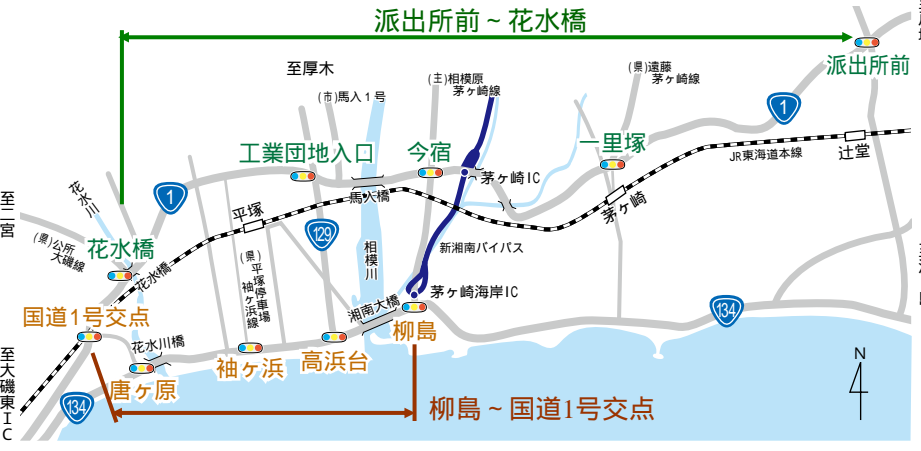 派出所前~花水橋
派出所前
至厚木
(市)馬入1号
(主)相模原
茅ヶ崎線
(県)遠藤
茅ヶ崎線
1
一里塚
工業団地入口
今宿
茅ヶ崎IC
JR東海道本線
辻堂
花水川
1
馬入橋
茅ヶ崎
至二宮
(県)公所
大磯線
花水橋
花水橋
平塚
129
(県)平塚停車場
袖ヶ浜線
相模川
新湘南バイパス
茅ヶ崎海岸IC
湘南大橋
134
国道1号交点
花水川橋
袖ヶ浜
高浜台
柳島
唐ヶ原
至大磯東IC
134
N
柳島~国道1号交点